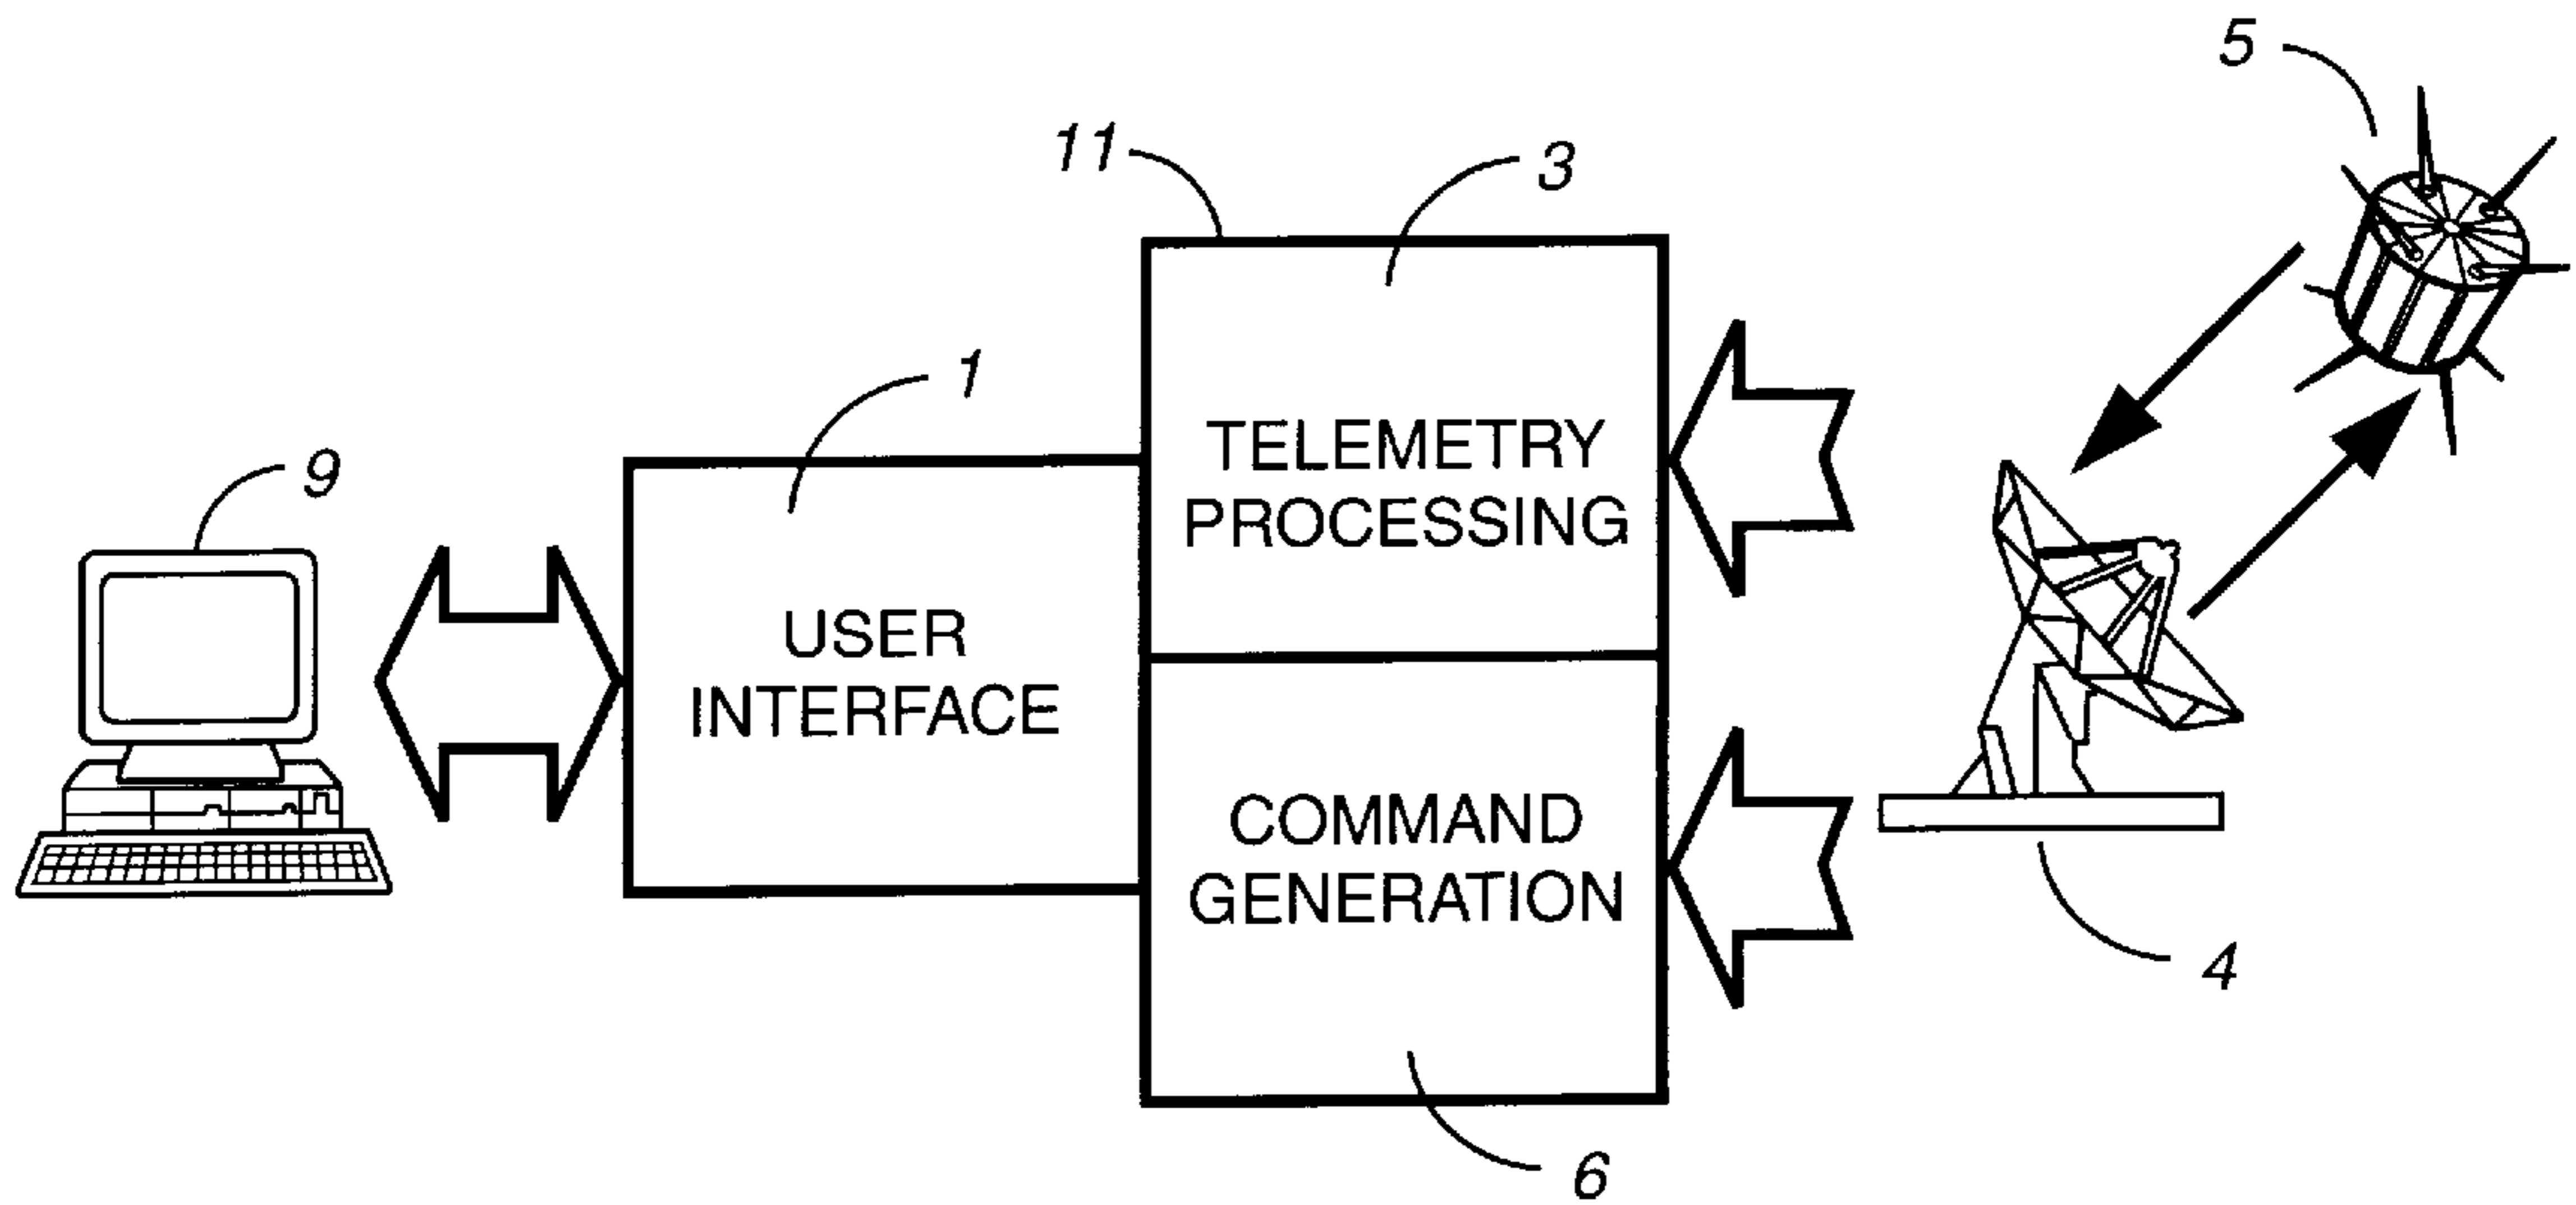 5
11
3
1
9
TELEMETRY
PROCESSING
USER
INTERFACE
COMMAND
GENERATION
4
6